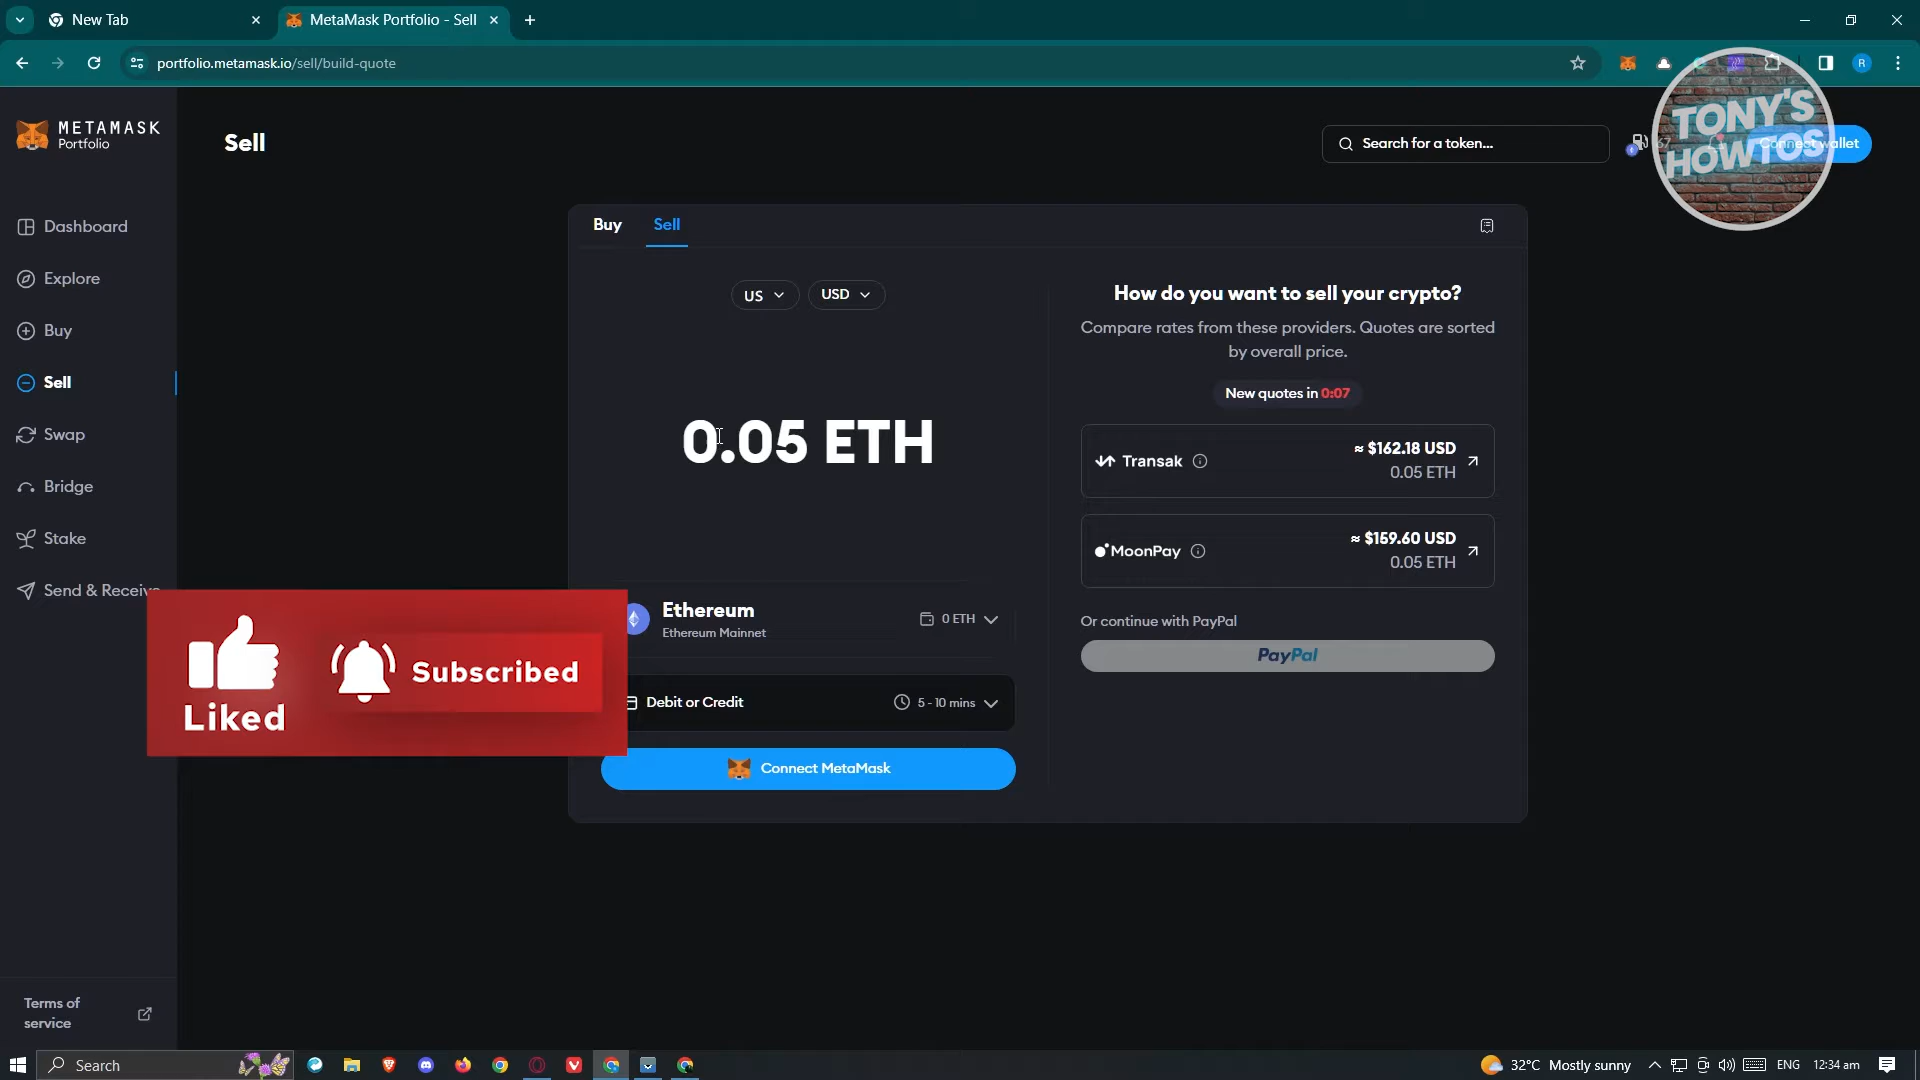 New Tab
MetaMask Portfolio - Sell
portfolio.metamask.io/sell/build-quote
METAMASK
Portfolio
Sell
Search for a token...
67
Connect wallet
TONY'S
HOWTOS
Dashboard
Explore
Buy
Sell
Swap
Bridge
Stake
Send & Receive
Buy
Sell
US
USD
0.05 ETH
Ethereum
Ethereum Mainnet
0 ETH
Debit or Credit
5 - 10 mins
Connect MetaMask
How do you want to sell your crypto?
Compare rates from these providers. Quotes are sorted
by overall price.
New quotes in 0:07
Transak
≈ $162.18 USD
0.05 ETH
MoonPay
≈ $159.60 USD
0.05 ETH
Or continue with PayPal
PayPal
Liked
Subscribed
Terms of
service
Search
32°C Mostly sunny
ENG
12:34 am
R